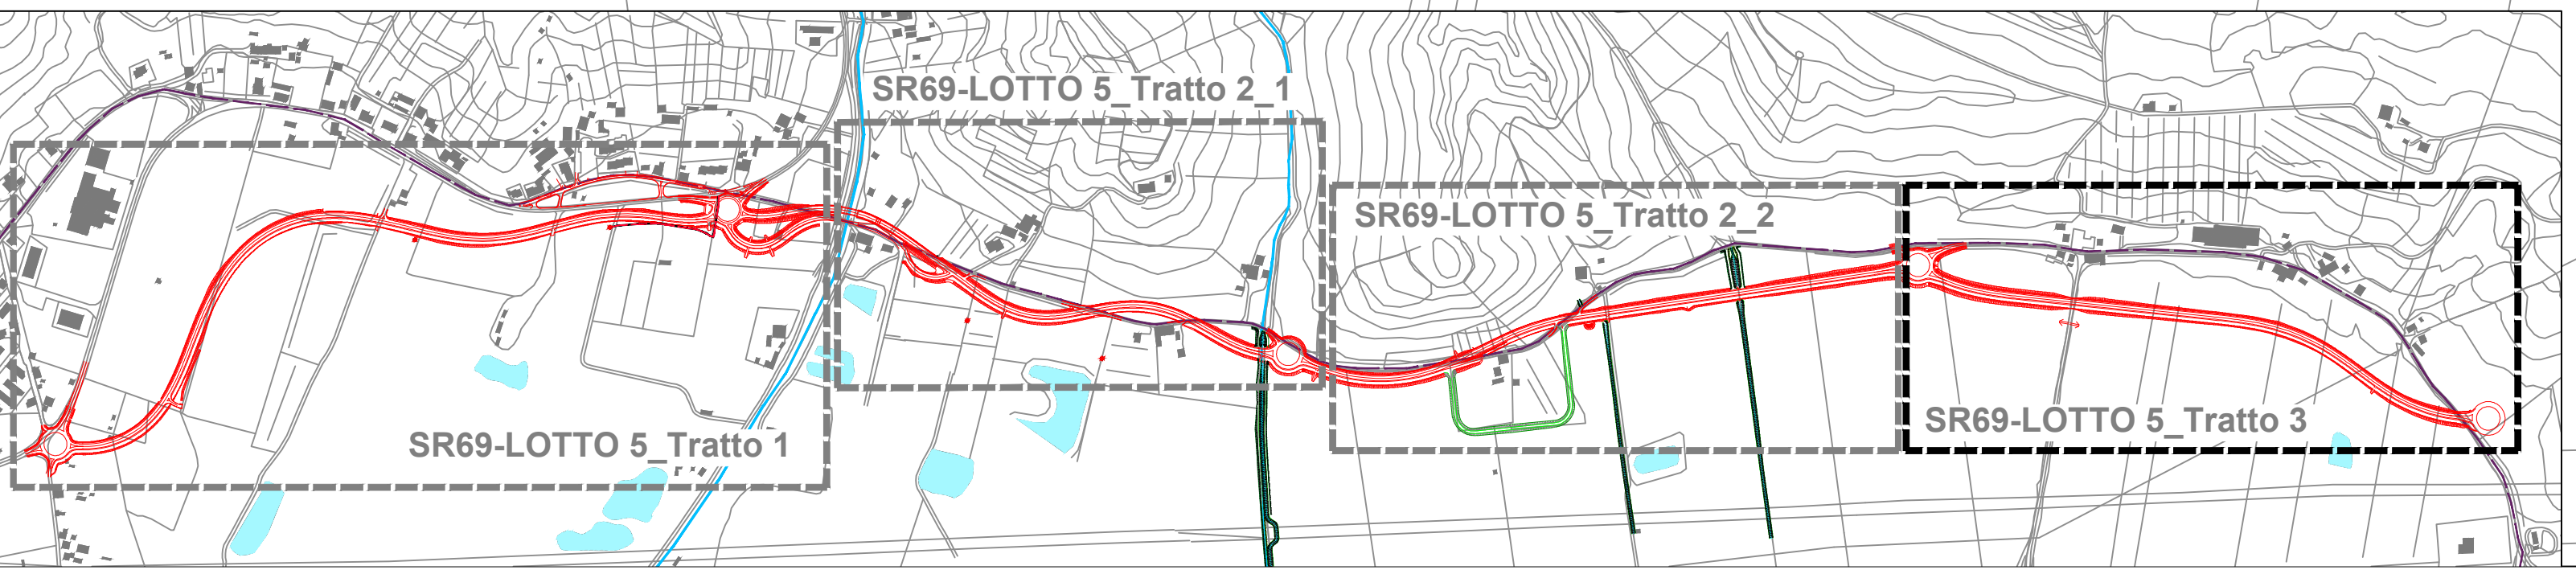 SR69-LOTTO 5_Tratto 2_1
SR69-LOTTO 5_Tratto 2_2
SR69-LOTTO 5_Tratto 1
SR69-LOTTO 5_Tratto 3